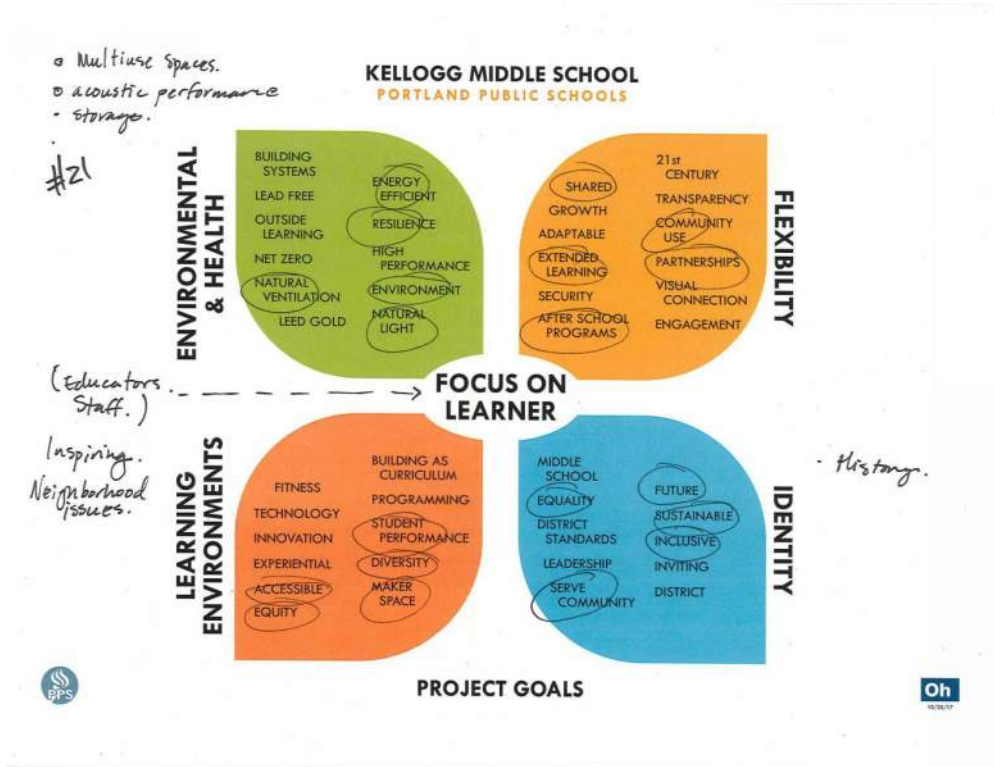 o Multiuse Spaces.
o acoustic performance
- storage.
#21
KELLOGG MIDDLE SCHOOL
PORTLAND PUBLIC SCHOOLS
ENVIRONMENTAL
& HEALTH
BUILDING
SYSTEMS
LEAD FREE
OUTSIDE
LEARNING
NET ZERO
NATURAL
VENTILATION
LEED GOLD
ENERGY
EFFICIENT
RESILIENCE
HIGH
PERFORMANCE
ENVIRONMENT
NATURAL
LIGHT
SHARED
GROWTH
ADAPTABLE
EXTENDED
LEARNING
SECURITY
AFTER SCHOOL
PROGRAMS
21st
CENTURY
TRANSPARENCY
COMMUNITY
USE
PARTNERSHIPS
VISUAL
CONNECTION
ENGAGEMENT
FLEXIBILITY
(Educators.
Staff.)
FOCUS ON
LEARNER
Inspiring.
Neighborhood
issues.
LEARNING
ENVIRONMENTS
FITNESS
TECHNOLOGY
INNOVATION
EXPERIENTIAL
ACCESSIBLE
EQUITY
BUILDING AS
CURRICULUM
PROGRAMMING
STUDENT
PERFORMANCE
DIVERSITY
MAKER
SPACE
MIDDLE
SCHOOL
EQUALITY
DISTRICT
STANDARDS
LEADERSHIP
SERVE
COMMUNITY
FUTURE
SUSTAINABLE
INCLUSIVE
INVITING
DISTRICT
IDENTITY
- History.
PPS
PROJECT GOALS
Oh